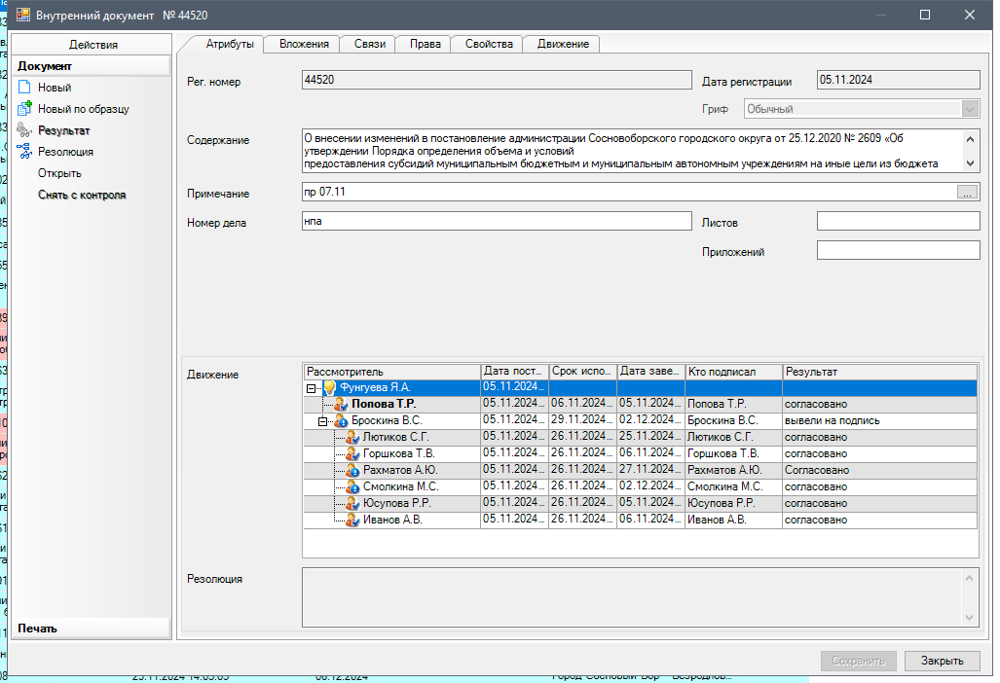 Внутренний документ № 44520
Действия
Документ
Новый
Новый по образцу
Результат
Резолюция
Открыть
Снять с контроля
Печать
Атрибуты Вложения Связи Права Свойства Движение
Рег. номер 44520 Дата регистрации 05.11.2024
Гриф Обычный
Содержание О внесении изменений в постановление администрации Сосновоборского городского округа от 25.12.2020 № 2609 «Об
утверждении Порядка определения объема и условий
предоставления субсидий муниципальным бюджетным и муниципальным автономным учреждениям на иные цели из бюджета
Примечание пр 07.11 ...
Номер дела нпа Листов
Приложений
Движение
Рассмотритель Дата пост... Срок испо... Дата заве... Кто подписал Результат
Фунгуева Я.А. 05.11.2024...
Попова Т.Р. 05.11.2024... 06.11.2024... 05.11.2024... Попова Т.Р. согласовано
Броскина В.С. 05.11.2024... 29.11.2024... 02.12.2024... Броскина В.С. вывели на подпись
Лютиков С.Г. 05.11.2024... 26.11.2024... 25.11.2024... Лютиков С.Г. согласовано
Горшкова Т.В. 05.11.2024... 26.11.2024... 06.11.2024... Горшкова Т.В. согласовано
Рахматов А.Ю. 05.11.2024... 26.11.2024... 27.11.2024... Рахматов А.Ю. Согласовано
Смолкина М.С. 05.11.2024... 26.11.2024... 02.12.2024... Смолкина М.С. согласовано
Юсупова Р.Р. 05.11.2024... 26.11.2024... 05.11.2024... Юсупова Р.Р. согласовано
Иванов А.В. 05.11.2024... 26.11.2024... 06.11.2024... Иванов А.В. согласовано
Резолюция
Сохранить Закрыть